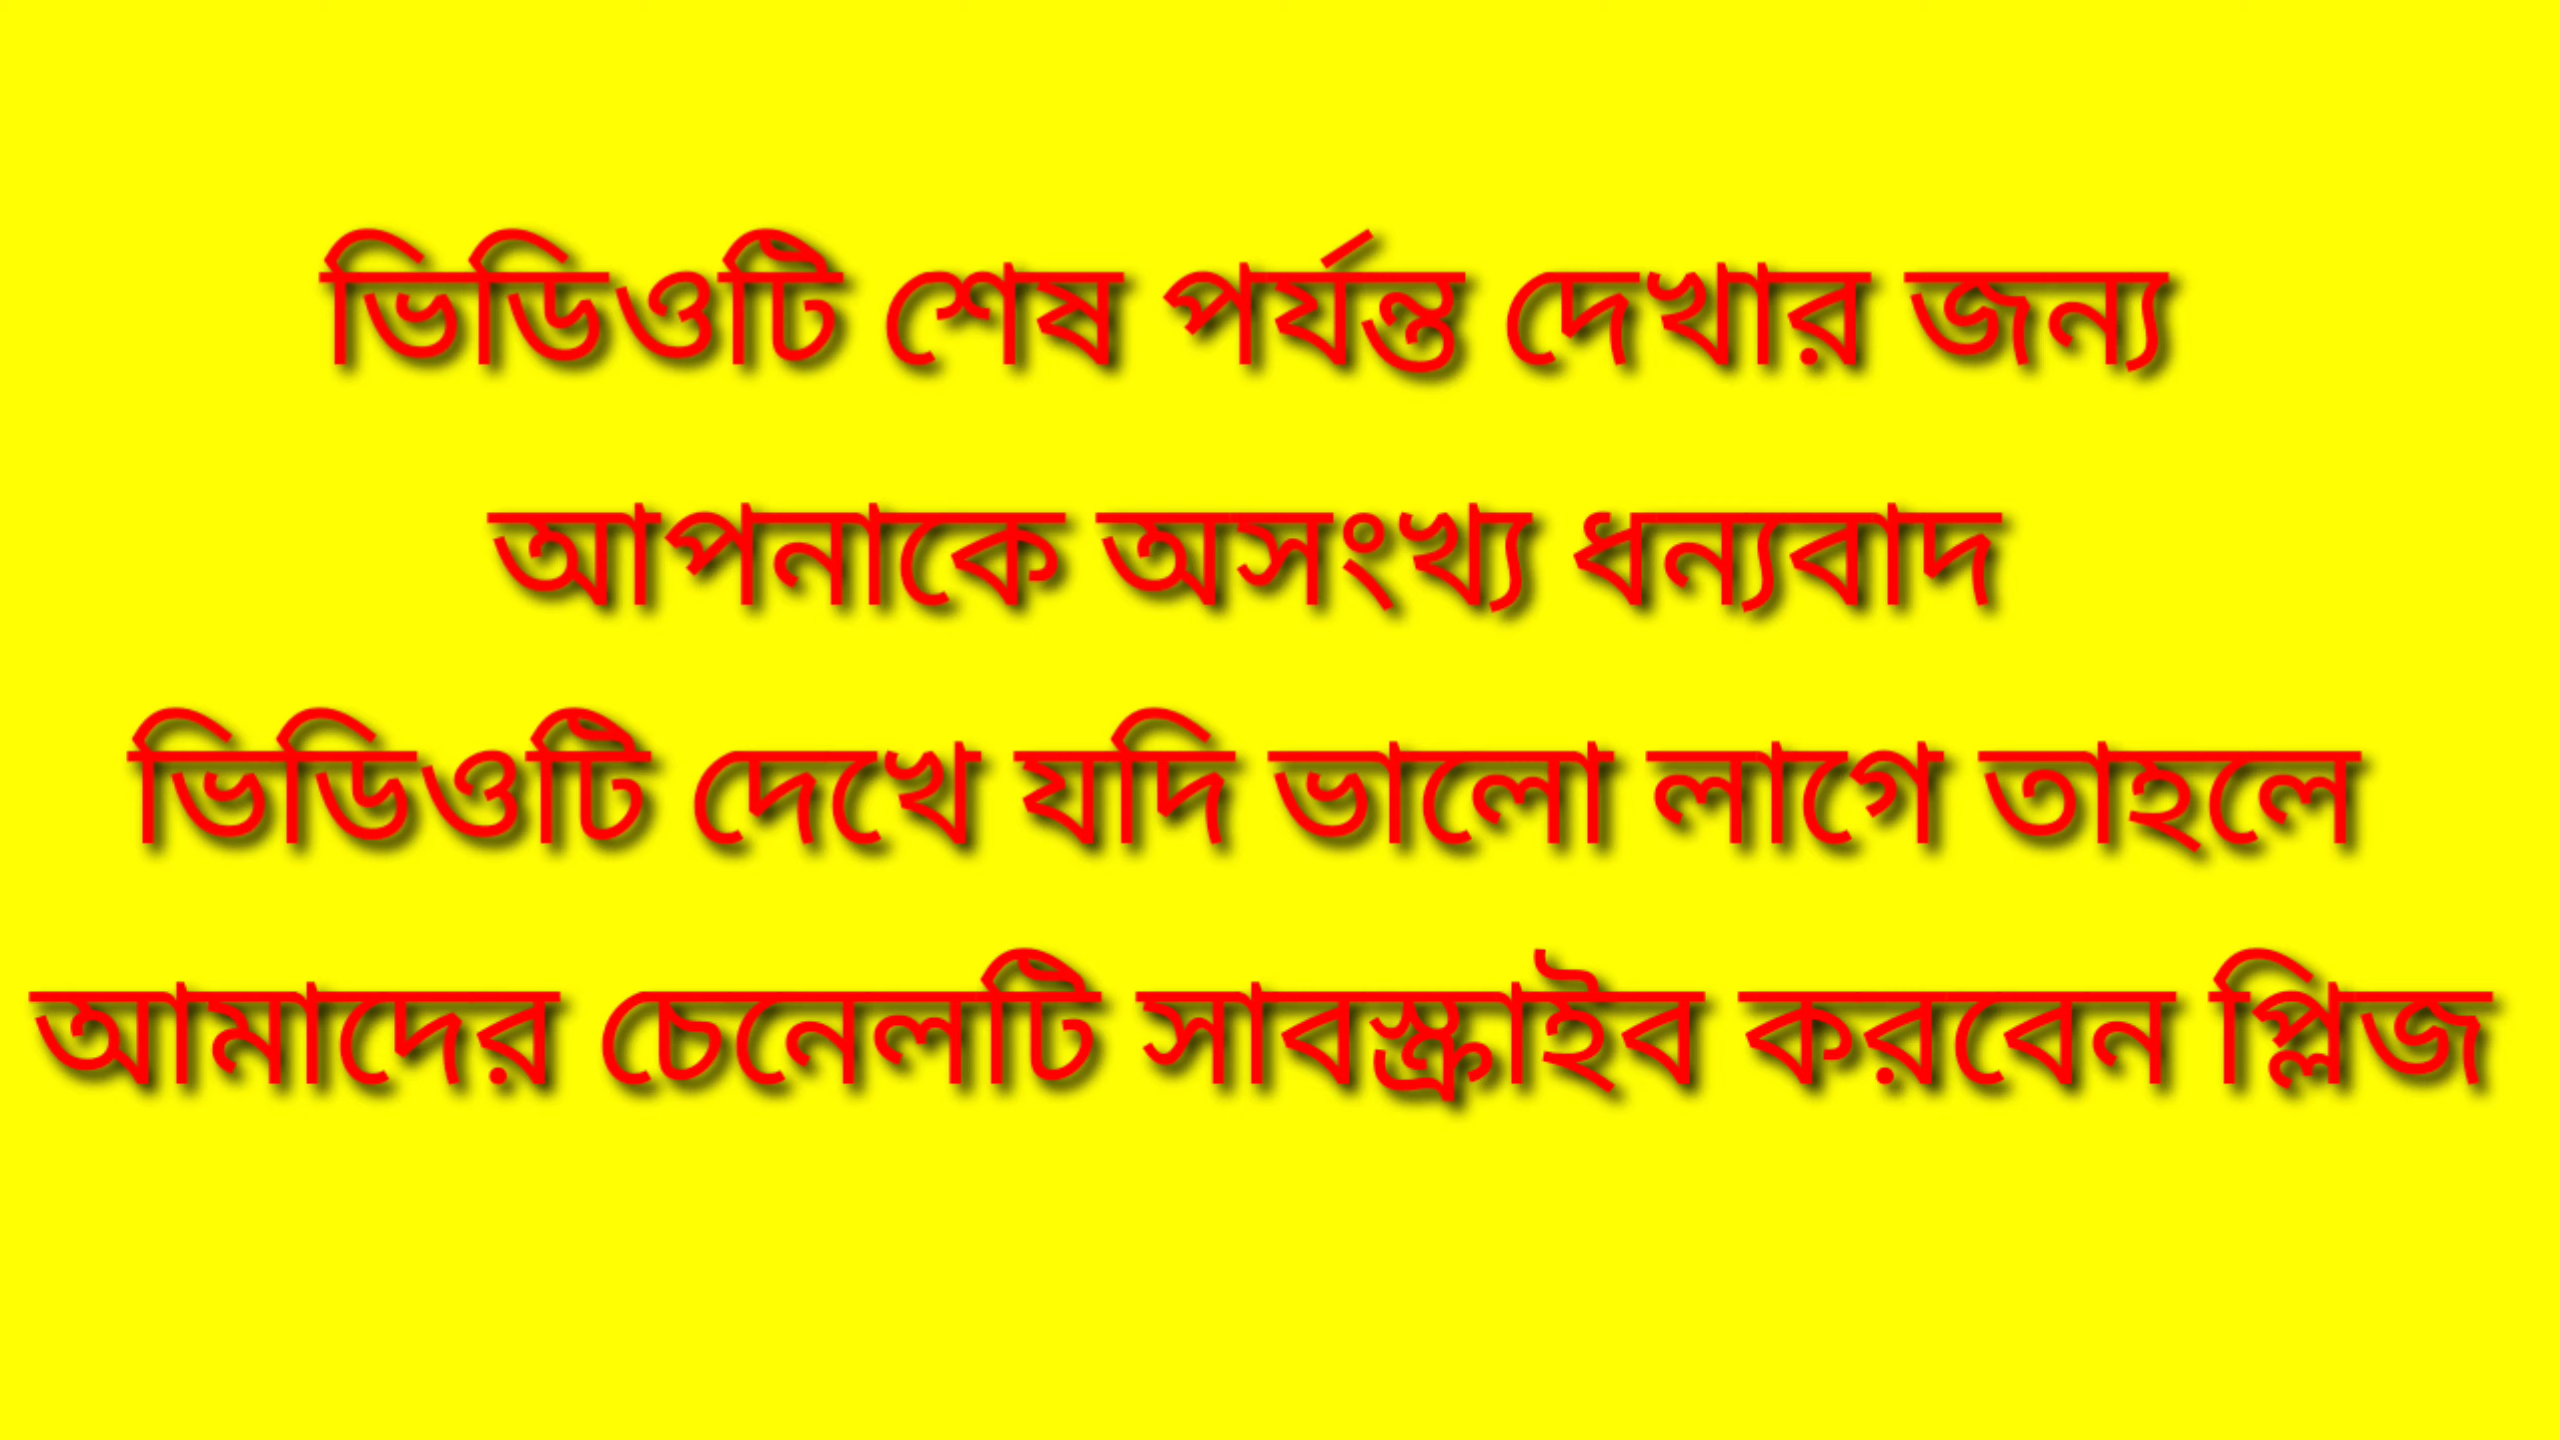 ভিডিওটি শেষ পর্যন্ত দেখার জন্য
আপনাকে অসংখ্য ধন্যবাদ
ভিডিওটি দেখে যদি ভালো লাগে তাহলে
আমাদের চেনেলটি সাবস্ক্রাইব করবেন প্লিজ